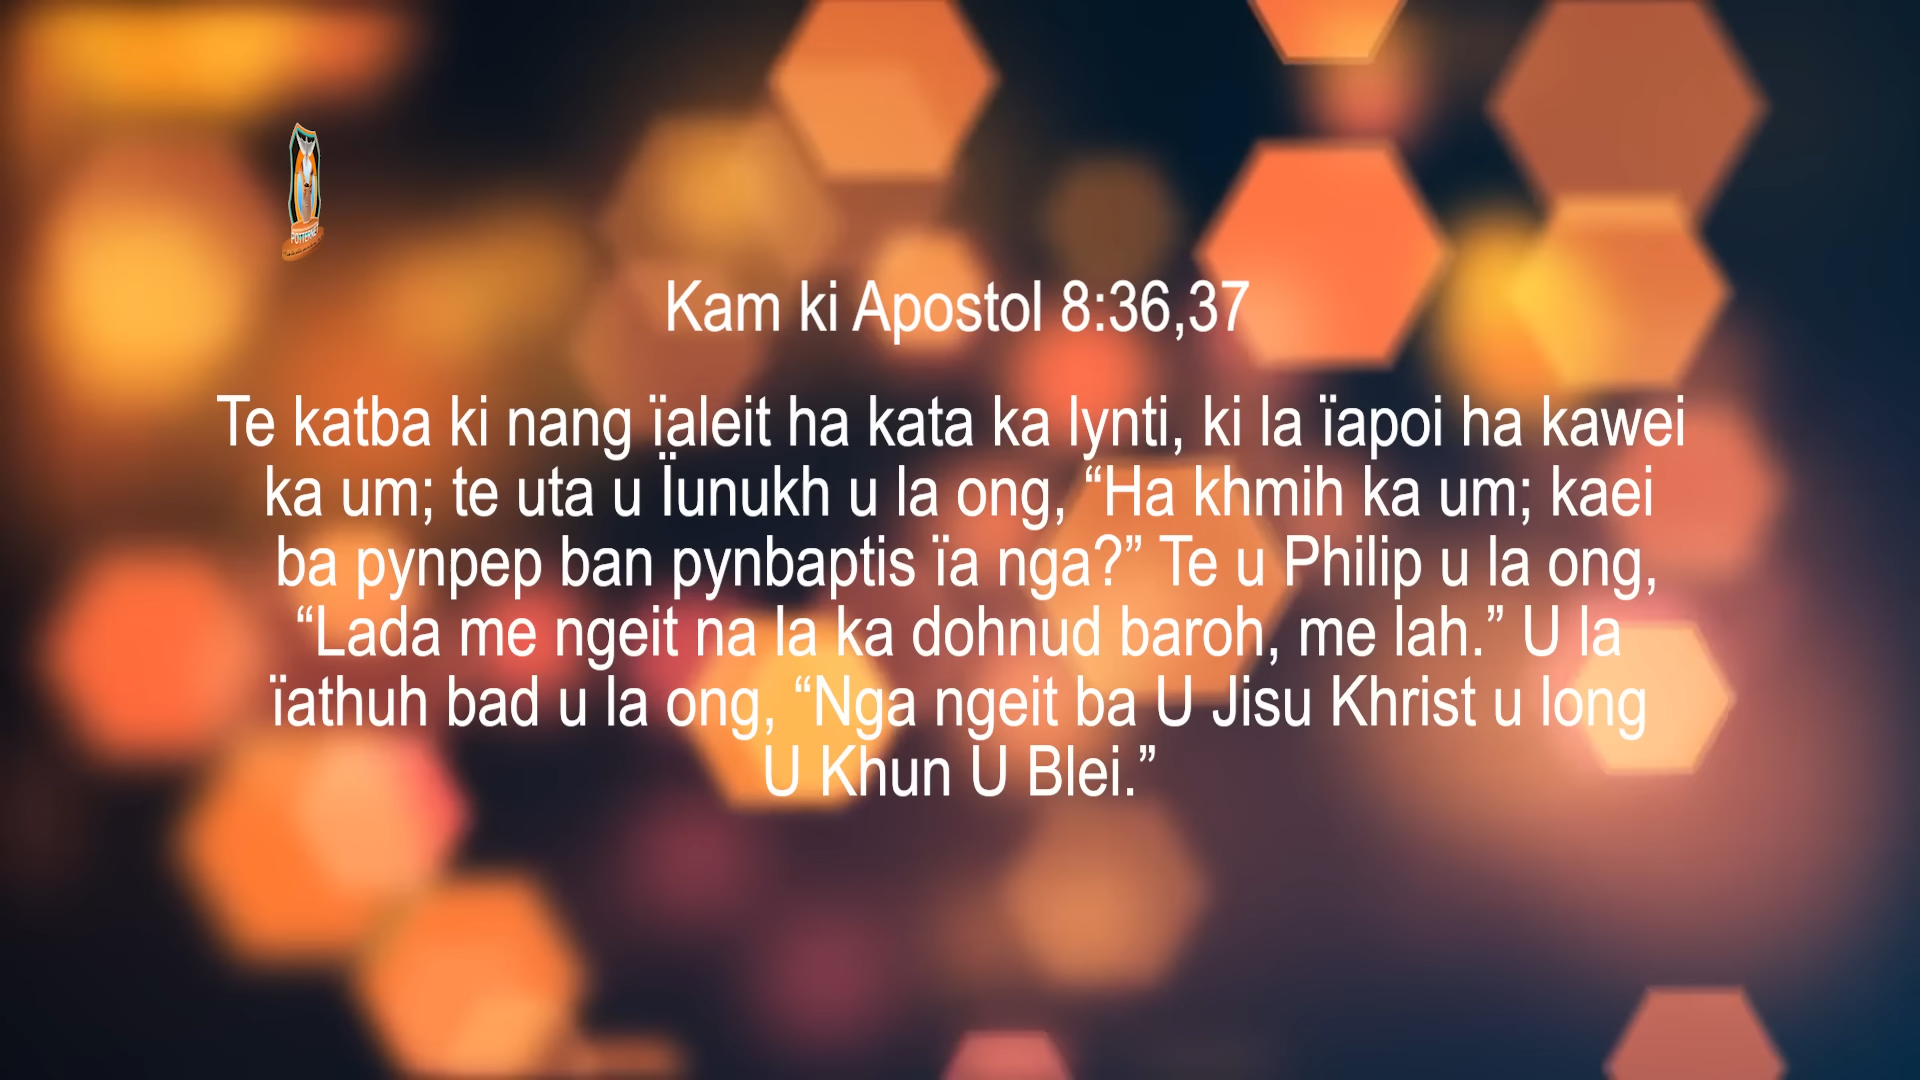 POTTERNET
Kam ki Apostol 8:36,37
Te katba ki nang ïaleit ha kata ka lynti, ki la ïapoi ha kawei
ka um; te uta u Ïunukh u la ong, “Ha khmih ka um; kaei
ba pynpep ban pynbaptis ïa nga?” Te u Philip u la ong,
“Lada me ngeit na la ka dohnud baroh, me lah.” U la
ïathuh bad u la ong, “Nga ngeit ba U Jisu Khrist u long
U Khun U Blei.”